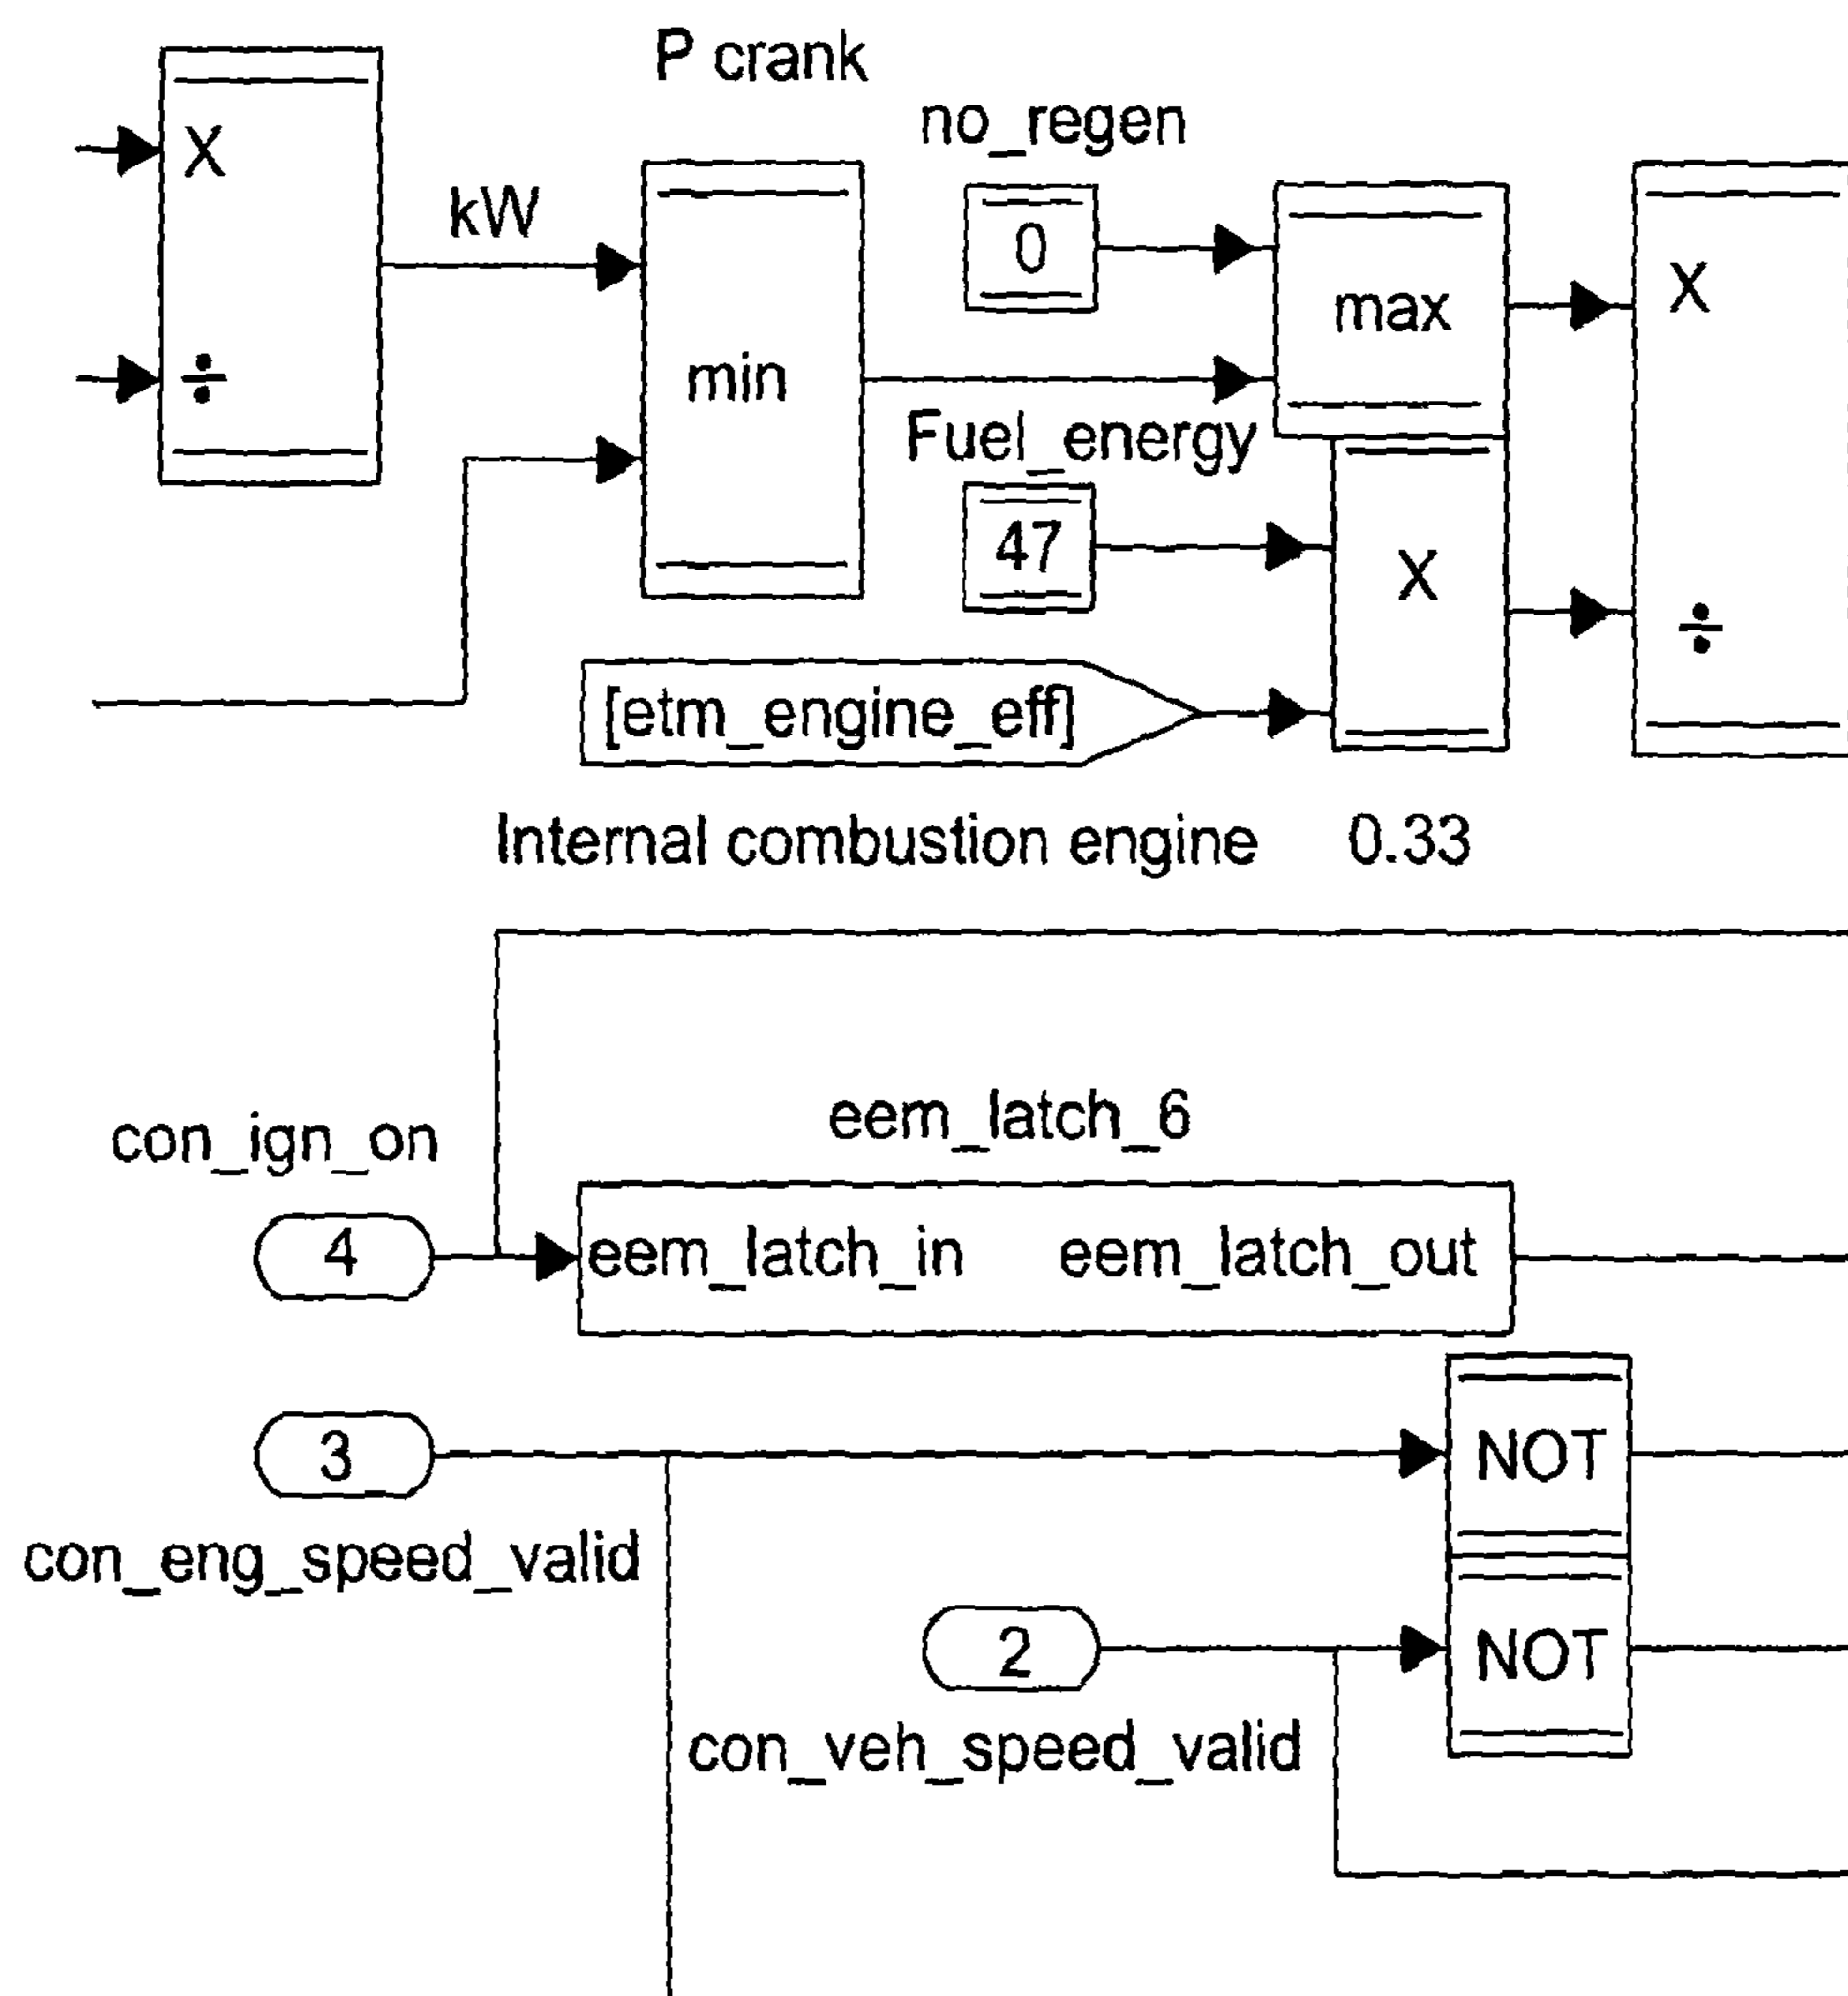 P crank
no_regen
X
kW
0
max
X
÷
min
Fuel_energy
47
X
÷
[etm_engine_eff]
Internal combustion engine 0.33
eem_latch_6
con_ign_on
4
eem_latch_in eem_latch_out
3
NOT
con_eng_speed_valid
2
NOT
con_veh_speed_valid